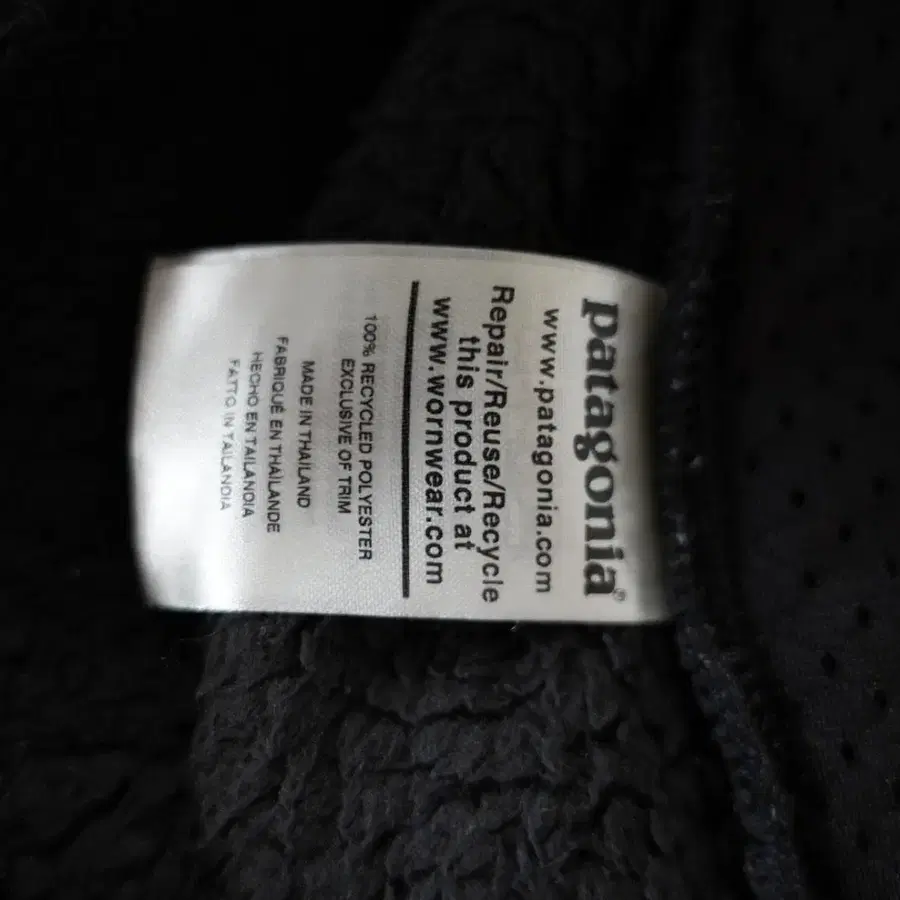 patagonia®
www.patagonia.com
Repair/Reuse/Recycle
this product at
www.wornwear.com
100% RECYCLED POLYESTER
EXCLUSIVE OF TRIM
MADE IN THAILAND
FABRIQUÉ EN THAÏLANDE
HECHO EN TAILANDIA
FATTO IN TAILANDIA